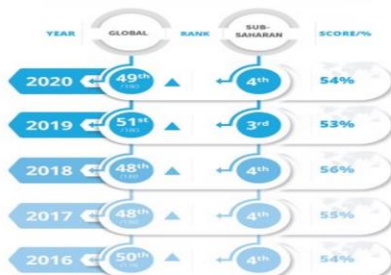 YEAR GLOBAL RANK SUB-SAHARAN SCORE/%
2020 49th /180 4th 54%
2019 51st /180 3rd 53%
2018 48th 4th 56%
2017 48th 4th 55%
2016 50th 4th 54%